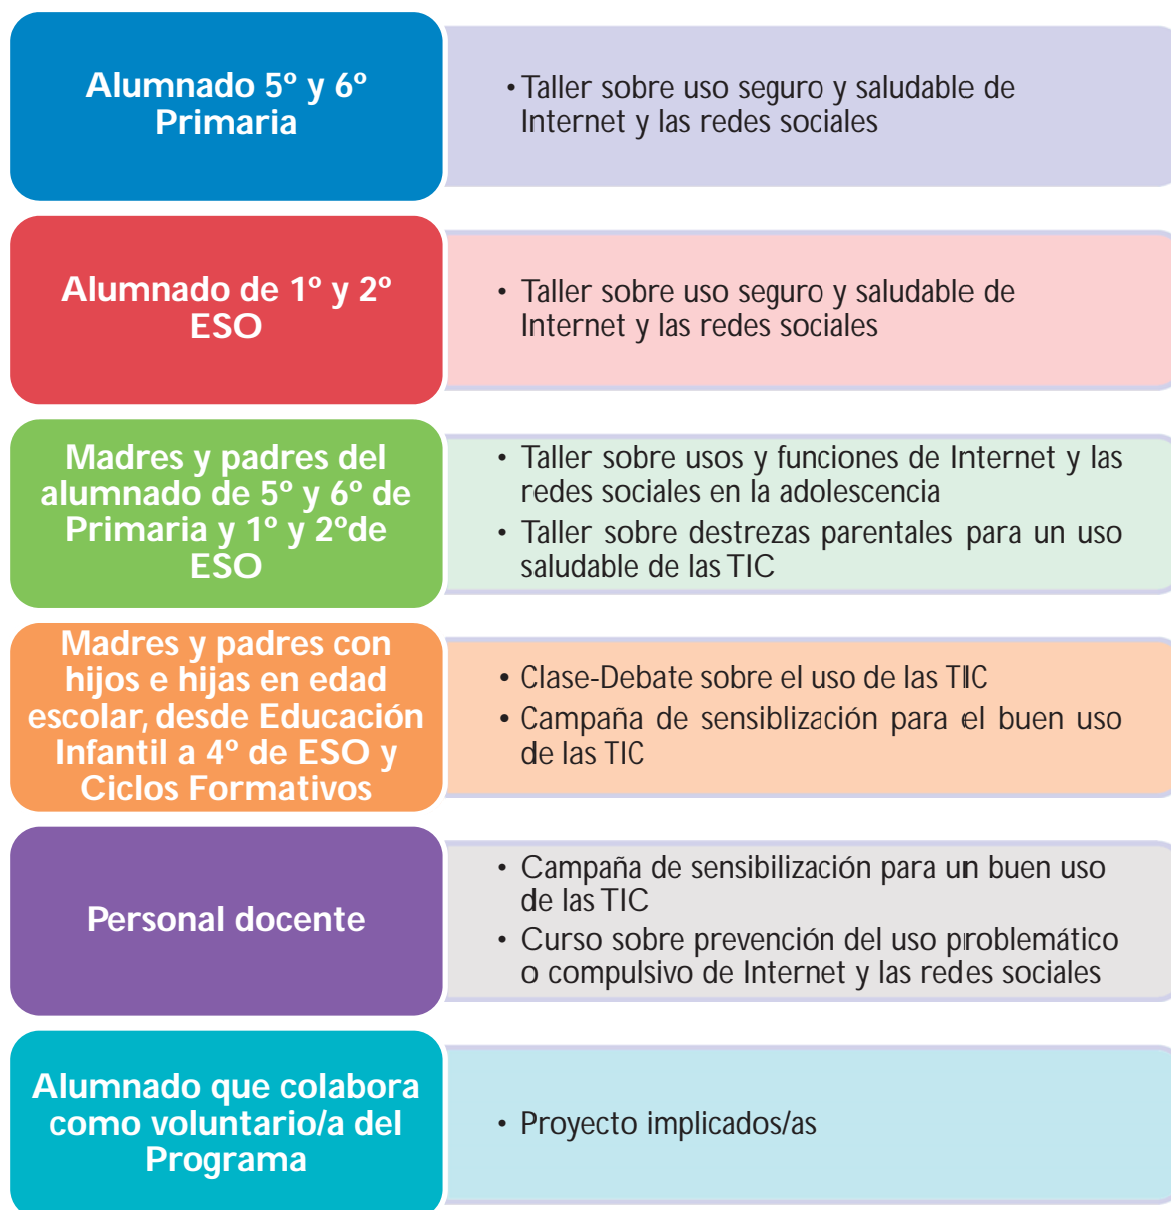 Alumnado 5º y 6º
Primaria
• Taller sobre uso seguro y saludable de
Internet y las redes sociales
Alumnado de 1º y 2º
ESO
• Taller sobre uso seguro y saludable de
Internet y las redes sociales
Madres y padres del
alumnado de 5º y 6º de
Primaria y 1º y 2ºde
ESO
• Taller sobre usos y funciones de Internet y las
redes sociales en la adolescencia
• Taller sobre destrezas parentales para un uso
saludable de las TIC
Madres y padres con
hijos e hijas en edad
escolar, desde Educación
Infantil a 4º de ESO y
Ciclos Formativos
• Clase-Debate sobre el uso de las TIC
• Campaña de sensiblización para el buen uso
de las TIC
Personal docente
• Campaña de sensibilización para un buen uso
de las TIC
• Curso sobre prevención del uso problemático
o compulsivo de Internet y las redes sociales
Alumnado que colabora
como voluntario/a del
Programa
• Proyecto implicados/as